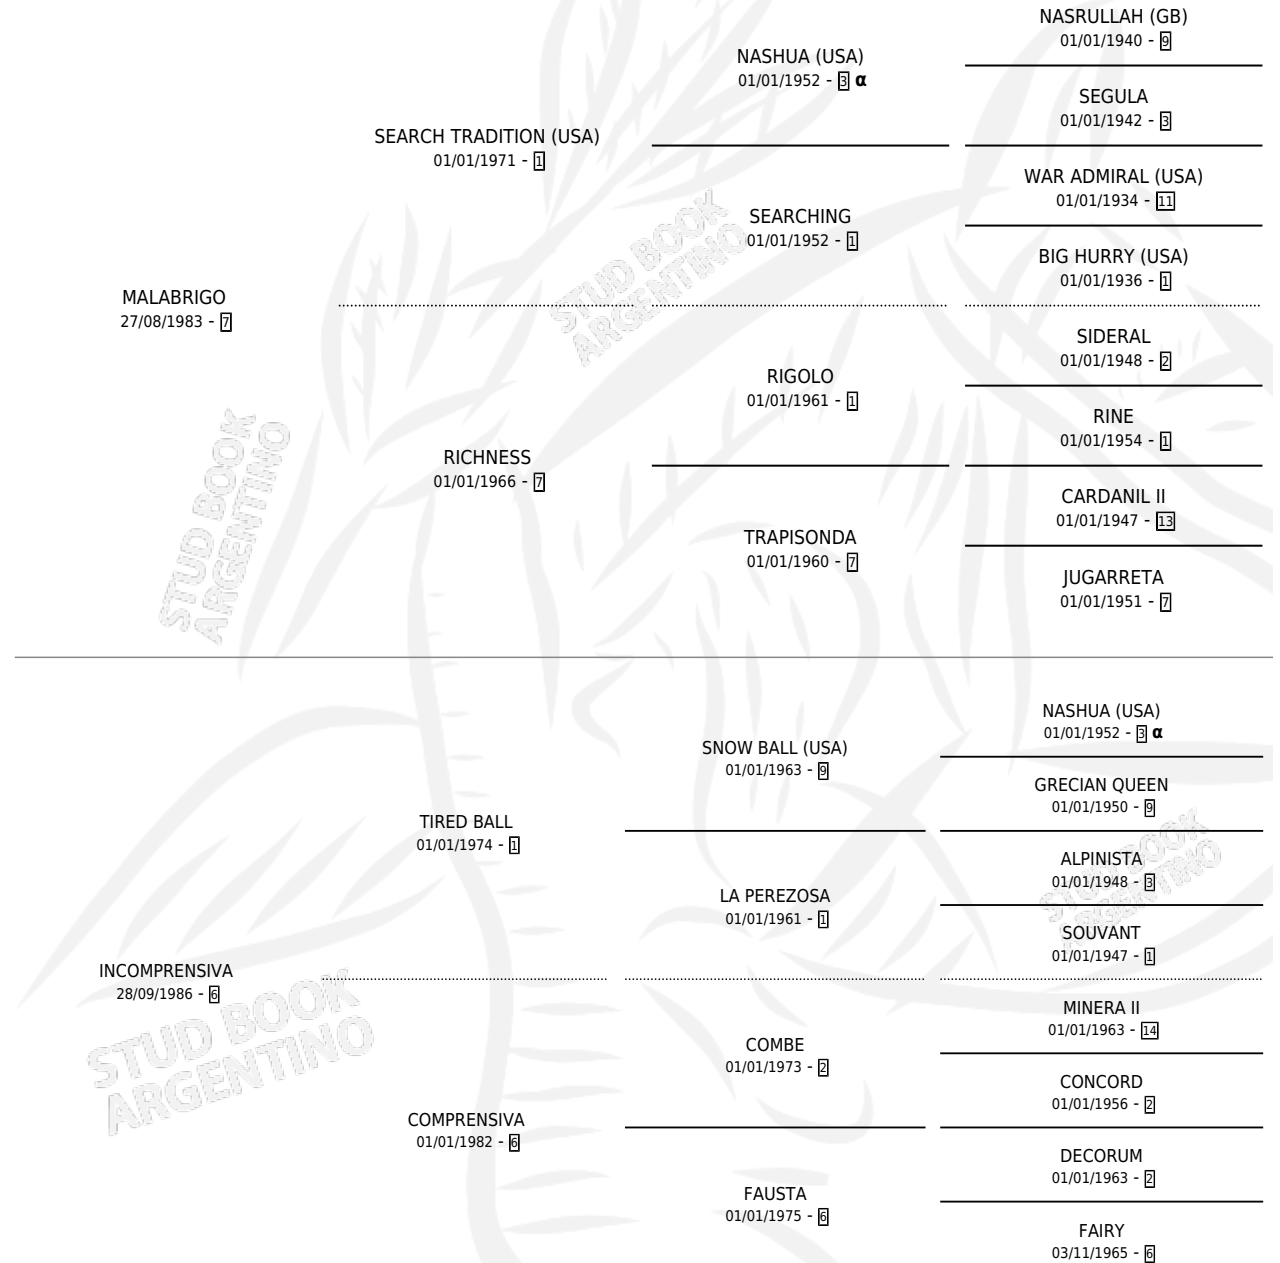 NASRULLAH (GB)
01/01/1940 - 9
NASHUA (USA)
01/01/1952 - 3 α
SEGULA
01/01/1942 - 3
SEARCH TRADITION (USA)
01/01/1971 - 1
WAR ADMIRAL (USA)
01/01/1934 - 11
SEARCHING
01/01/1952 - 1
BIG HURRY (USA)
01/01/1936 - 1
MALABRIGO
27/08/1983 - 7
SIDERAL
01/01/1948 - 2
RIGOLO
01/01/1961 - 1
RINE
01/01/1954 - 1
RICHNESS
01/01/1966 - 7
CARDANIL II
01/01/1947 - 13
TRAPISONDA
01/01/1960 - 7
JUGARRETA
01/01/1951 - 7
NASHUA (USA)
01/01/1952 - 3 α
SNOW BALL (USA)
01/01/1963 - 9
GRECIAN QUEEN
01/01/1950 - 9
TIRED BALL
01/01/1974 - 1
ALPINISTA
01/01/1948 - 3
LA PEREZOSA
01/01/1961 - 1
SOUVANT
01/01/1947 - 1
INCOMPRENSIVA
28/09/1986 - 6
MINERA II
01/01/1963 - 14
COMBE
01/01/1973 - 2
CONCORD
01/01/1956 - 2
COMPRENSIVA
01/01/1982 - 6
DECORUM
01/01/1963 - 2
FAUSTA
01/01/1975 - 6
FAIRY
03/11/1965 - 6
STUD BOOK
ARGENTINO
STUD BOOK
ARGENTINO
STUD BOOK
ARGENTINO
STUD BOOK
ARGENTINO